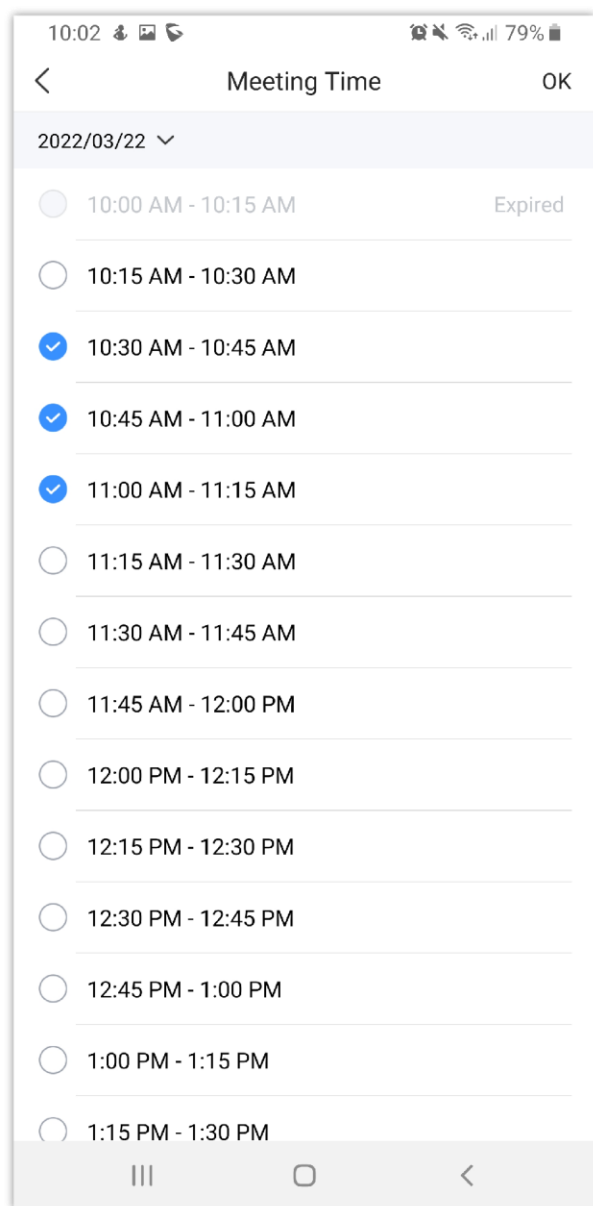 10:02 79%
Meeting Time OK
2022/03/22
10:00 AM - 10:15 AM Expired
10:15 AM - 10:30 AM
10:30 AM - 10:45 AM
10:45 AM - 11:00 AM
11:00 AM - 11:15 AM
11:15 AM - 11:30 AM
11:30 AM - 11:45 AM
11:45 AM - 12:00 PM
12:00 PM - 12:15 PM
12:15 PM - 12:30 PM
12:30 PM - 12:45 PM
12:45 PM - 1:00 PM
1:00 PM - 1:15 PM
1:15 PM - 1:30 PM